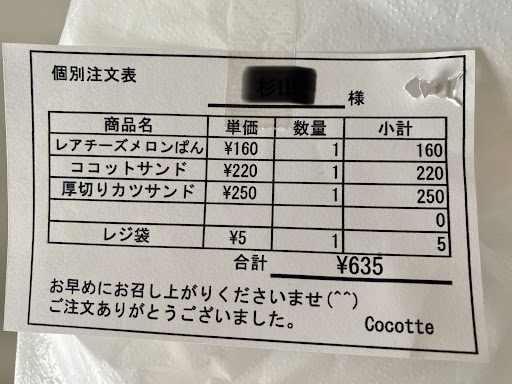 個別注文表
様
商品名 単価 数量 小計
レアチーズメロンぱん ¥160 1 160
ココットサンド ¥220 1 220
厚切りカツサンド ¥250 1 250
0
レジ袋 ¥5 1 5
合計 ¥635
お早めにお召し上がりくださいませ(^^)
ご注文ありがとうございました。 Cocotte